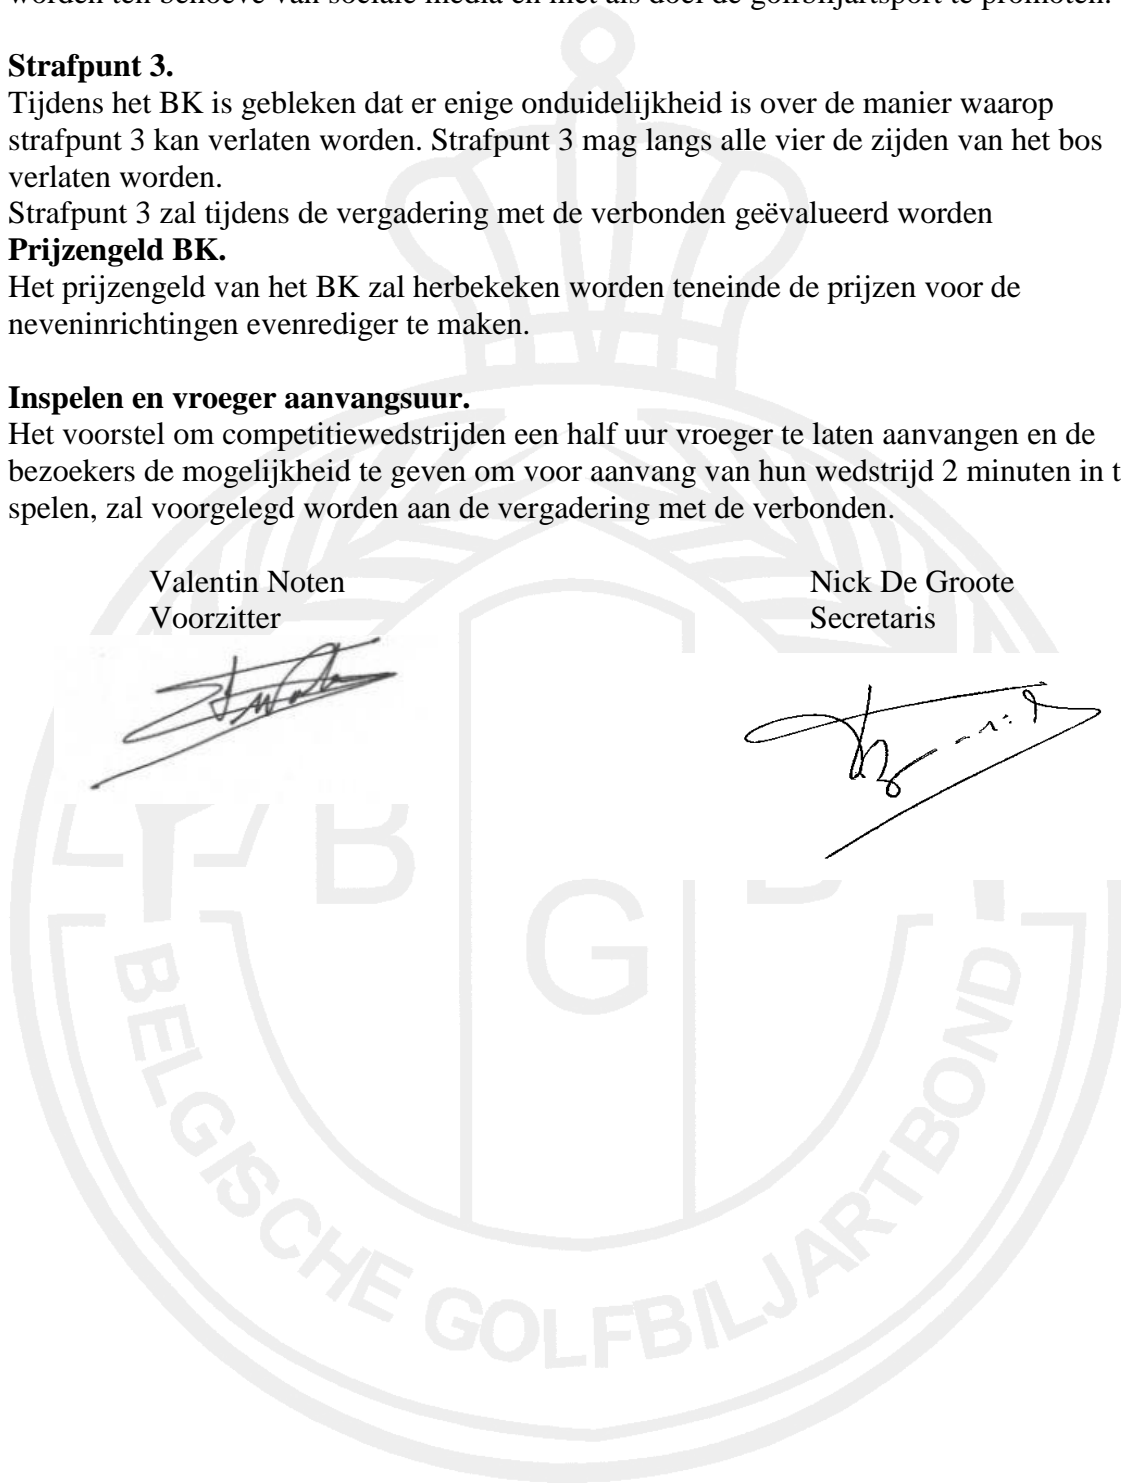 worden ten behoeve van sociale media en met als doel de golfbiljartsport te promoten.
Strafpunt 3.
Tijdens het BK is gebleken dat er enige onduidelijkheid is over de manier waarop
strafpunt 3 kan verlaten worden. Strafpunt 3 mag langs alle vier de zijden van het bos
verlaten worden.
Strafpunt 3 zal tijdens de vergadering met de verbonden geëvalueerd worden
Prijzengeld BK.
Het prijzengeld van het BK zal herbekeken worden teneinde de prijzen voor de
neveninrichtingen evenrediger te maken.
Inspelen en vroeger aanvangsuur.
Het voorstel om competitiewedstrijden een half uur vroeger te laten aanvangen en de
bezoekers de mogelijkheid te geven om voor aanvang van hun wedstrijd 2 minuten in t
spelen, zal voorgelegd worden aan de vergadering met de verbonden.
Valentin Noten Nick De Groote
Voorzitter Secretaris
B G B
BELGISCHE GOLFBILJARTBOND